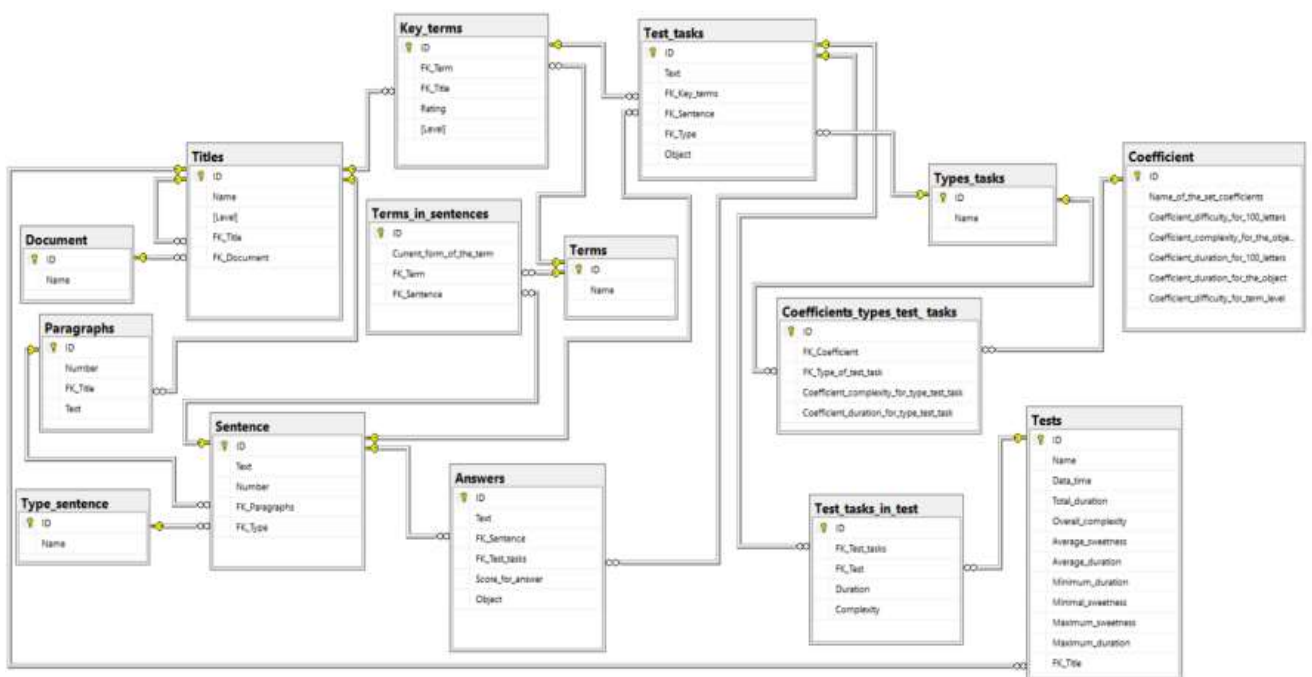 Key_terms
ID
FK_Term
FK_Title
Rating
[Level]
Test_tasks
ID
Text
FK_Key_terms
FK_Sentence
FK_Type
Object
Titles
ID
Name
[Level]
FK_Title
FK_Document
Types_tasks
ID
Name
Coefficient
ID
Name_of_the_set_coefficients
Coefficient_difficulty_for_100_letters
Coefficient_complexity_for_the_obje...
Coefficient_duration_for_100_letters
Coefficient_duration_for_the_object
Coefficient_difficulty_for_term_level
Document
ID
Name
Terms_in_sentences
ID
Current_form_of_the_term
FK_Term
FK_Sentence
Terms
ID
Name
Paragraphs
ID
Number
FK_Title
Text
Coefficients_types_test_ tasks
ID
FK_Coefficient
FK_Type_of_test_task
Coefficient_complexity_for_type_test_task
Coefficient_duration_for_type_test_task
Sentence
ID
Text
Number
FK_Paragraphs
FK_Type
Type_sentence
ID
Name
Answers
ID
Text
FK_Sentence
FK_Test_tasks
Score_for_answer
Object
Test_tasks_in_test
ID
FK_Test_tasks
FK_Test
Duration
Complexity
Tests
ID
Name
Data_time
Total_duration
Overall_complexity
Average_sweetness
Average_duration
Minimum_duration
Minimal_sweetness
Maximum_sweetness
Maximum_duration
FK_Title